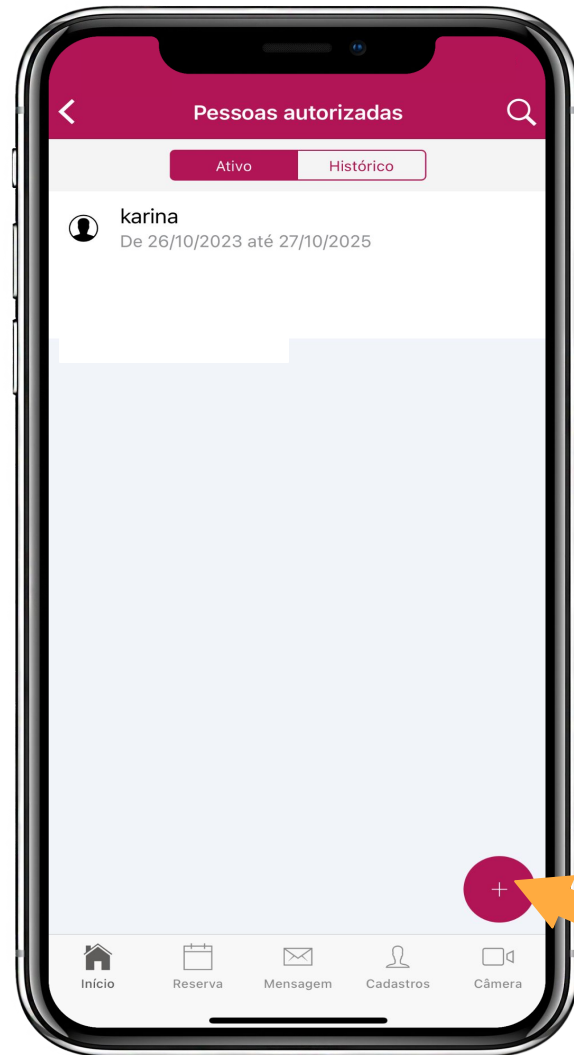 Pessoas autorizadas
Ativo
Histórico
karina
De 26/10/2023 até 27/10/2025
Início
Reserva
Mensagem
Cadastros
Câmera